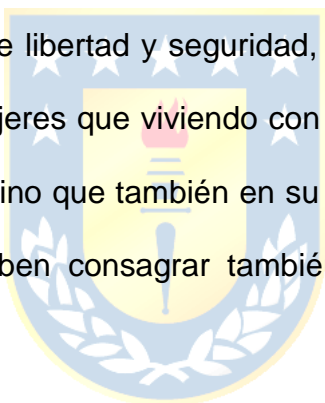 e libertad y seguridad,
jeres que viviendo con
ino que también en su
ben consagrar tambié